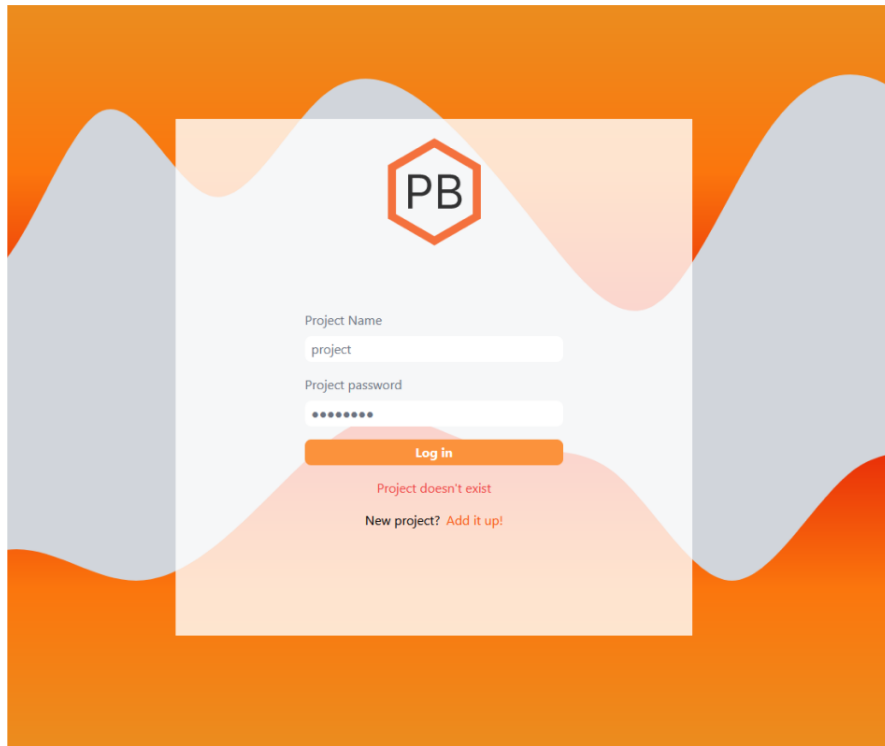 PB
Project Name
project
Project password
●●●●●●●●
Log in
Project doesn't exist
New project? Add it up!